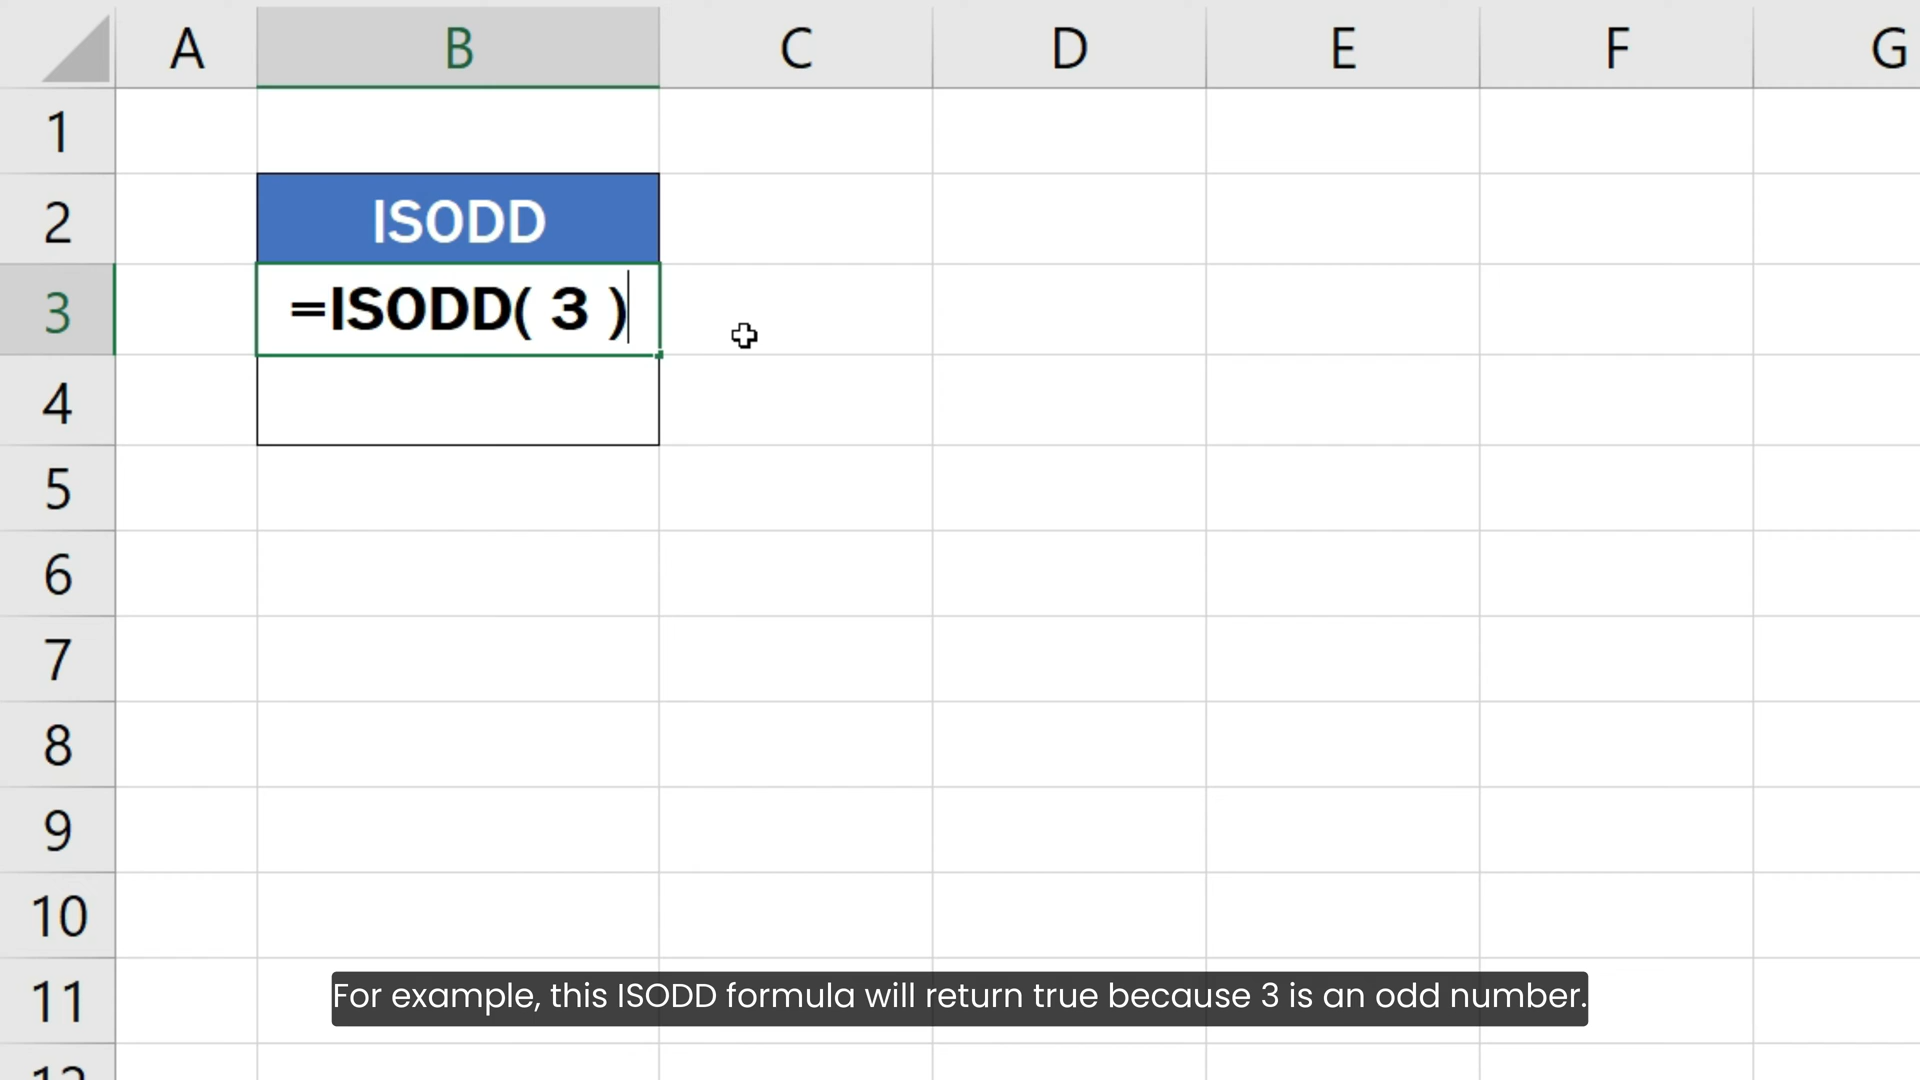 A B C D E F G
1
2 ISODD
3 =ISODD( 3 )
4
5
6
7
8
9
10
11
For example, this ISODD formula will return true because 3 is an odd number.
12